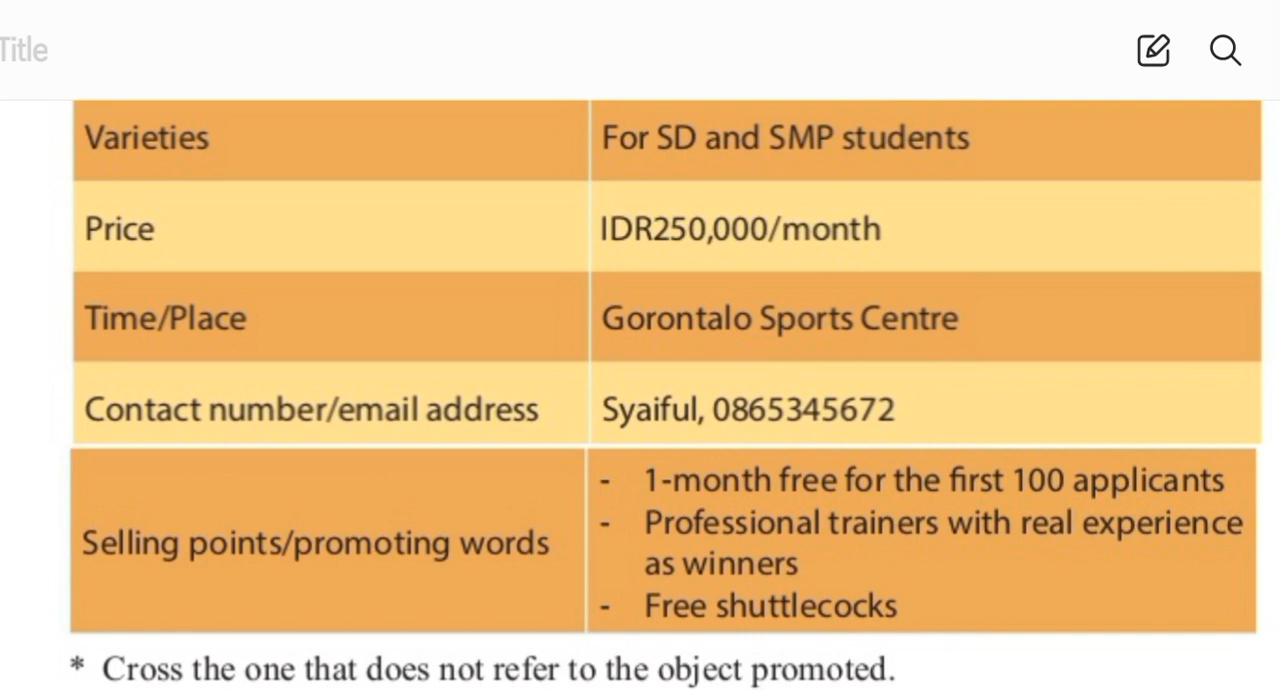 Title
Varieties
For SD and SMP students
Price
IDR250,000/month
Time/Place
Gorontalo Sports Centre
Contact number/email address
Syaiful, 0865345672
Selling points/promoting words
- 1-month free for the first 100 applicants
- Professional trainers with real experience
as winners
- Free shuttlecocks
* Cross the one that does not refer to the object promoted.